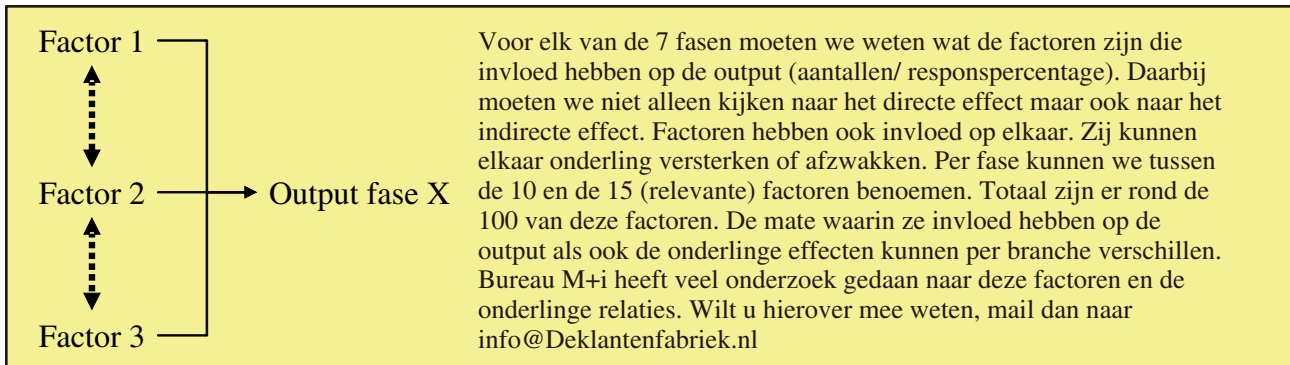 Factor 1
Factor 2
Output fase X
Factor 3
Voor elk van de 7 fasen moeten we weten wat de factoren zijn die
invloed hebben op de output (aantallen/ responspercentage). Daarbij
moeten we niet alleen kijken naar het directe effect maar ook naar het
indirecte effect. Factoren hebben ook invloed op elkaar. Zij kunnen
elkaar onderling versterken of afzwakken. Per fase kunnen we tussen
de 10 en de 15 (relevante) factoren benoemen. Totaal zijn er rond de
100 van deze factoren. De mate waarin ze invloed hebben op de
output als ook de onderlinge effecten kunnen per branche verschillen.
Bureau M+i heeft veel onderzoek gedaan naar deze factoren en de
onderlinge relaties. Wilt u hierover mee weten, mail dan naar
info@Deklantenfabriek.nl